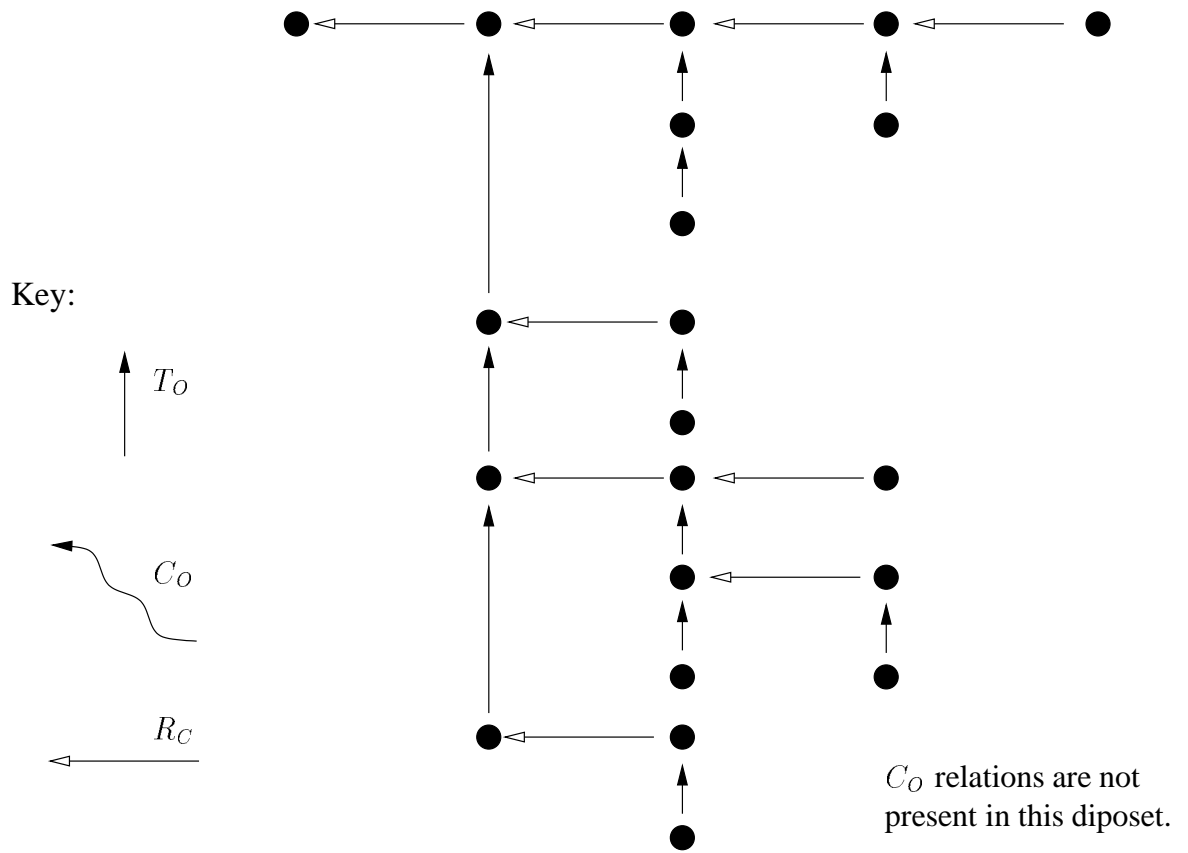 Key:
T_O
C_O
R_C
C_O relations are not
present in this diposet.